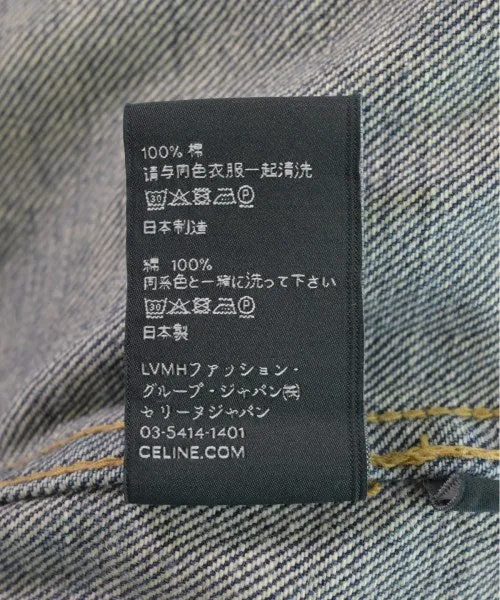 100% 棉
请与同色衣服一起清洗
30 P
日本制造
綿 100%
同系色と一緒に洗って下さい
30 P
日本製
LVMHファッション・
グループ・ジャパン㈱
セリーヌジャパン
03-5414-1401
CELINE.COM